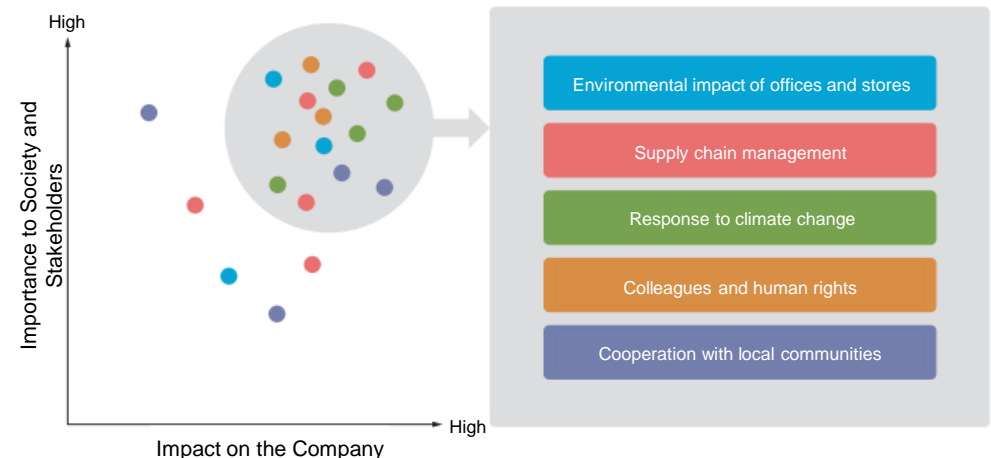 High
Importance to Society and
Stakeholders
High
Impact on the Company
Environmental impact of offices and stores
Supply chain management
Response to climate change
Colleagues and human rights
Cooperation with local communities